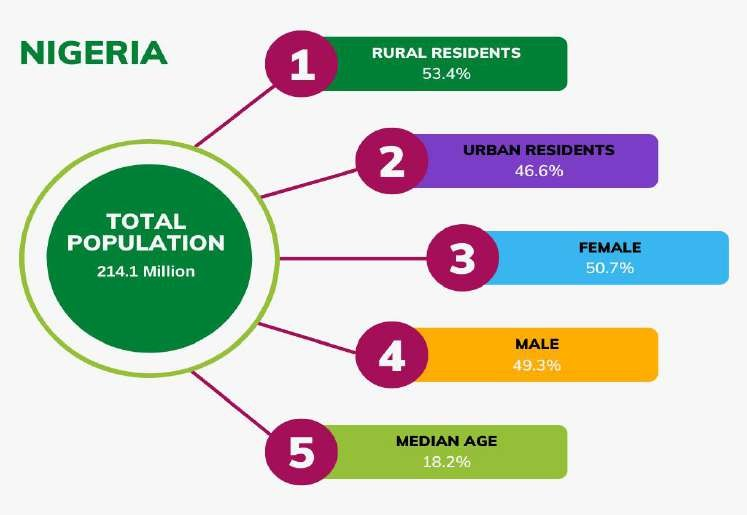 NIGERIA
TOTAL
POPULATION
214.1 Million
1
RURAL RESIDENTS
53.4%
2
URBAN RESIDENTS
46.6%
3
FEMALE
50.7%
4
MALE
49.3%
5
MEDIAN AGE
18.2%